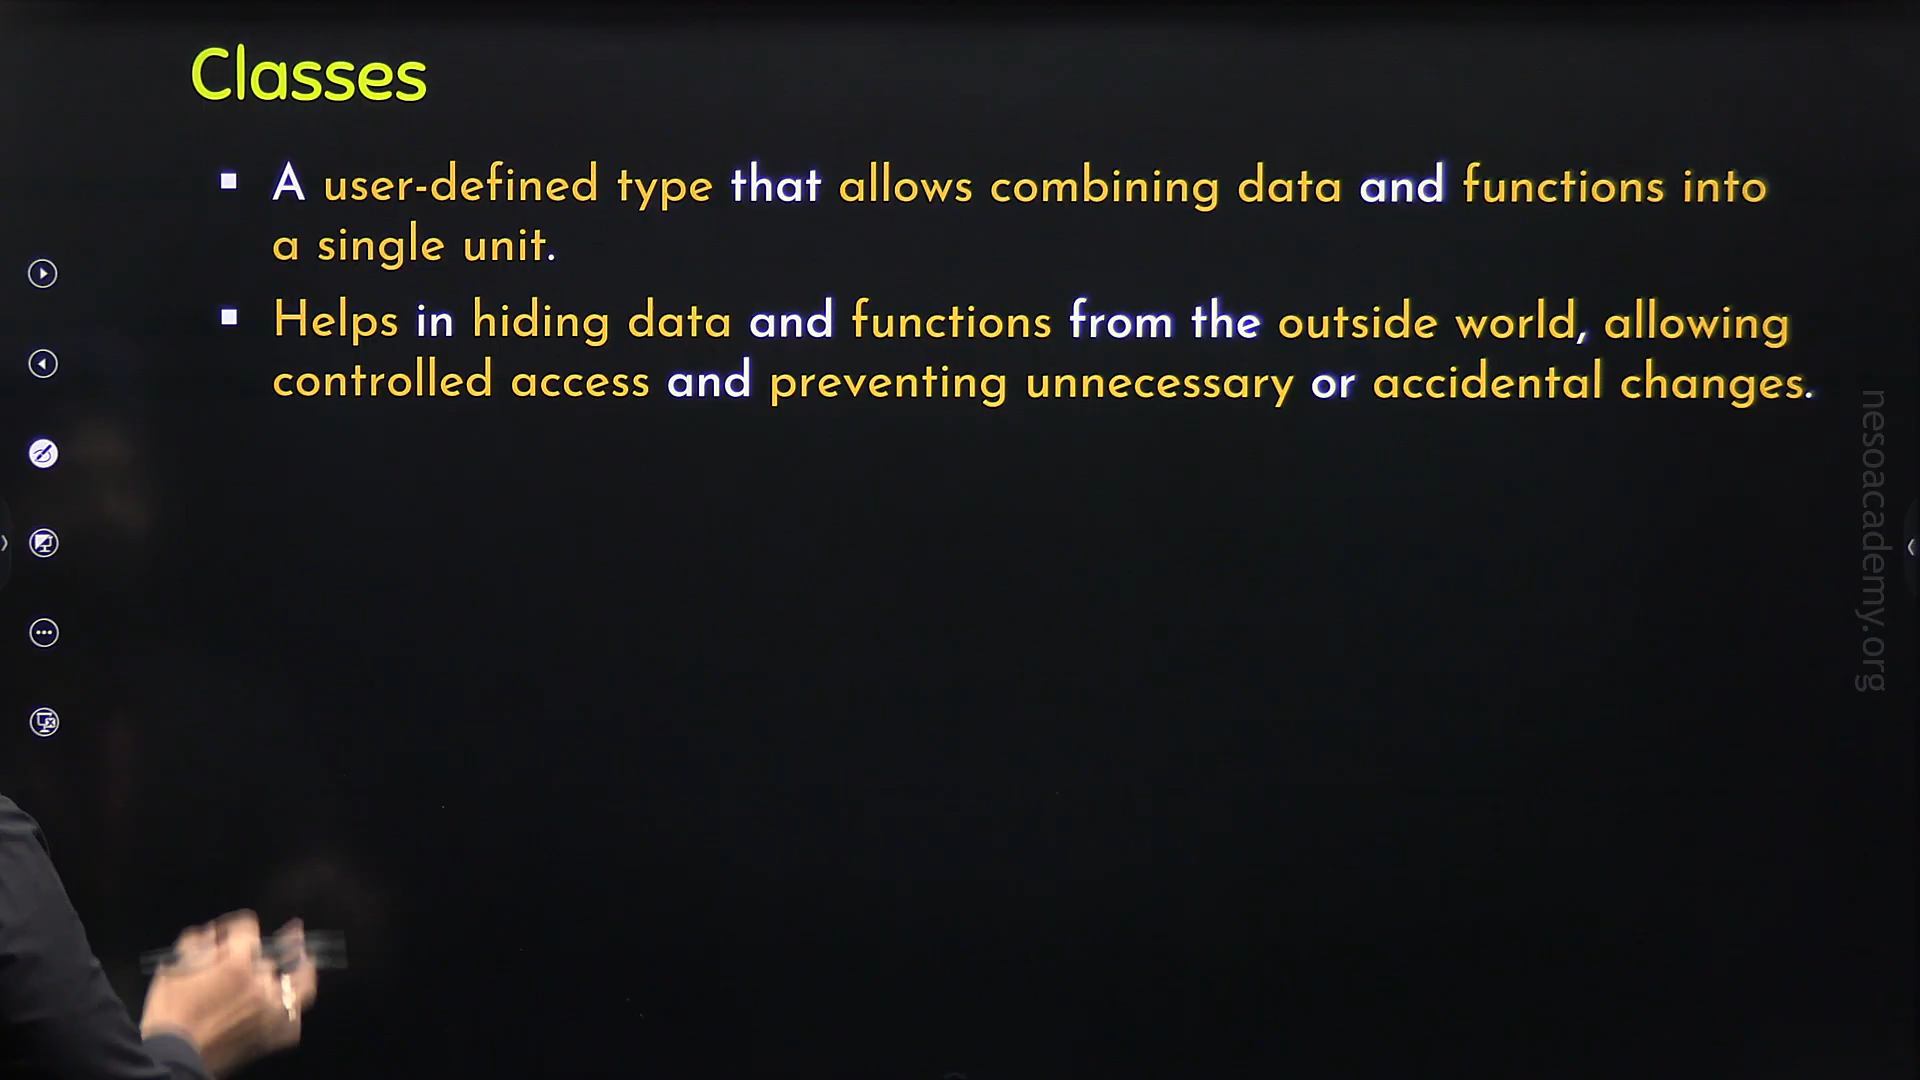 Classes
▪ A user-defined type that allows combining data and functions into
a single unit.
▪ Helps in hiding data and functions from the outside world, allowing
controlled access and preventing unnecessary or accidental changes.
nesoacademy.org